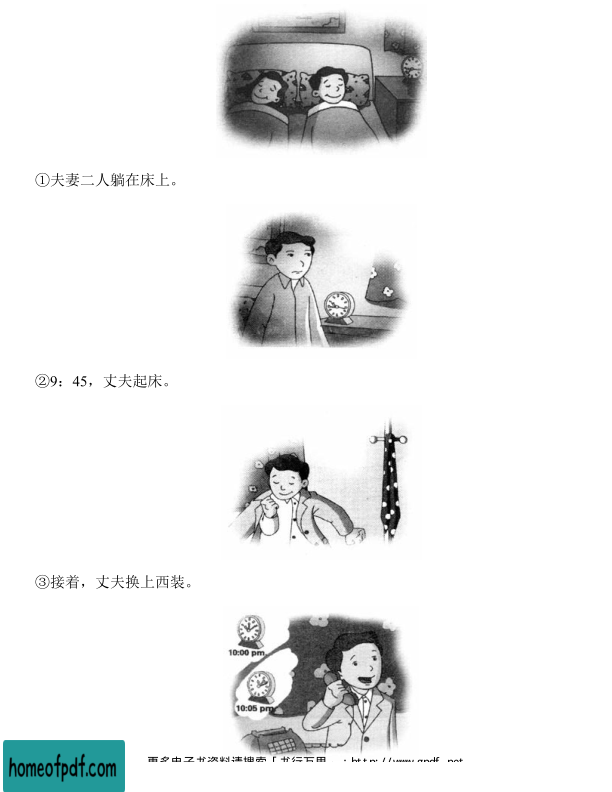 ①夫妻二人躺在床上。
②9：45，丈夫起床。
③接着，丈夫换上西装。
10:00 pm
10:05 pm
homeofpdf.com